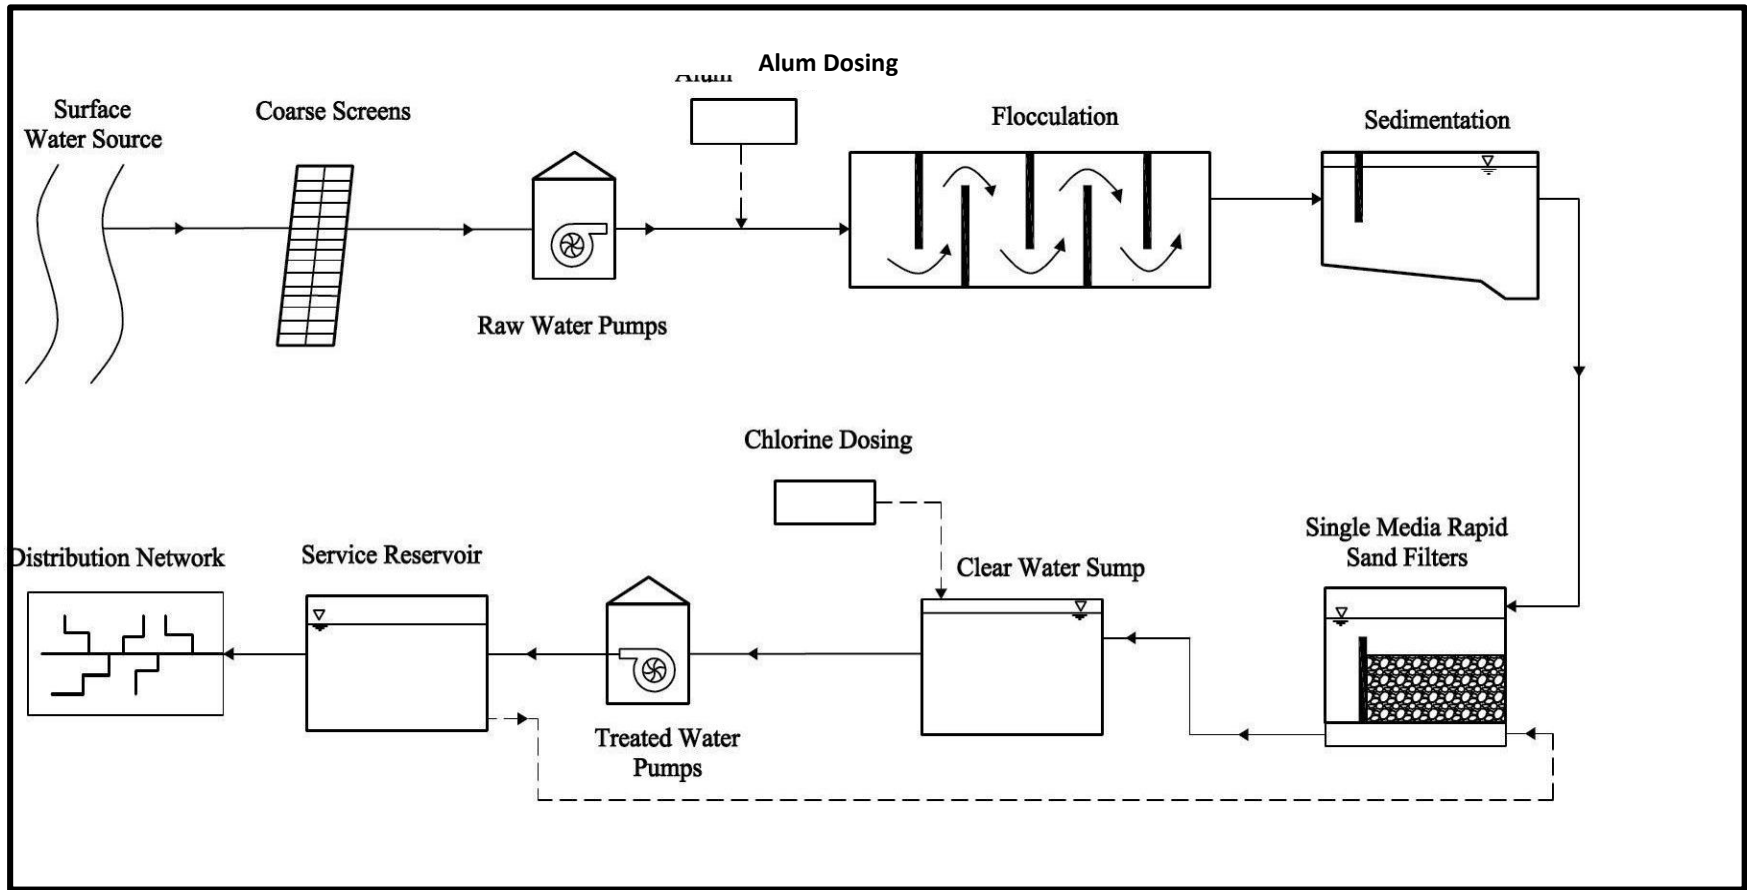 Alum Dosing
Alum
Surface
Water Source
Coarse Screens
Flocculation
Sedimentation
Raw Water Pumps
Chlorine Dosing
Single Media Rapid
Sand Filters
Distribution Network
Service Reservoir
Clear Water Sump
Treated Water
Pumps